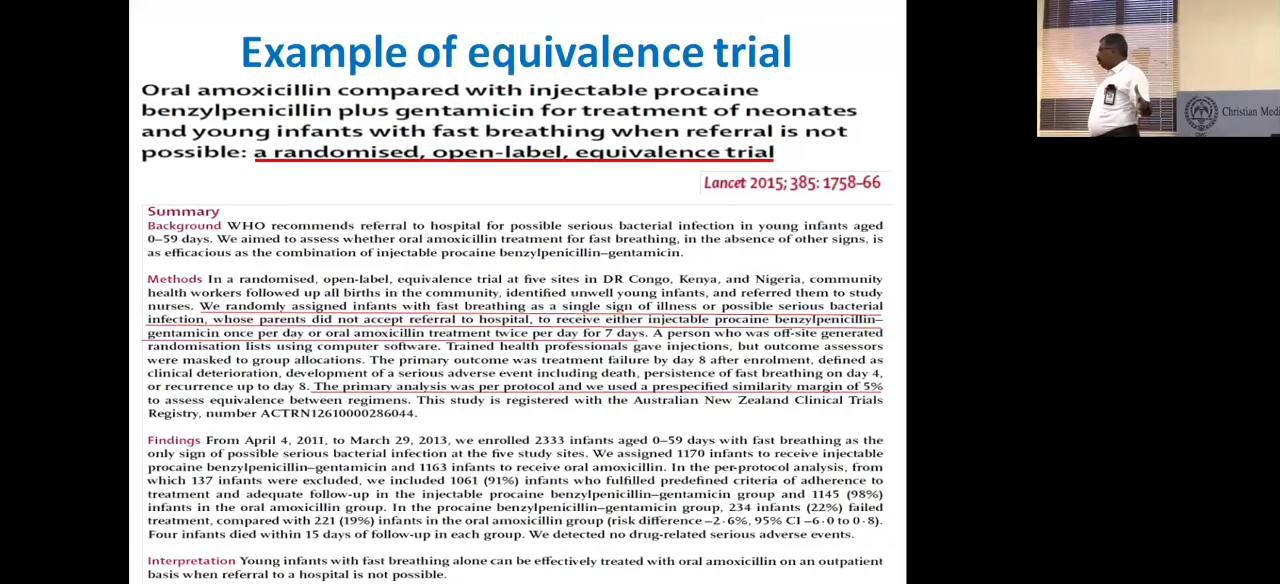 Example of equivalence trial
Oral amoxicillin compared with injectable procaine
benzylpenicillin plus gentamicin for treatment of neonates
and young infants with fast breathing when referral is not
possible: a randomised, open-label, equivalence trial
Lancet 2015; 385: 1758–66
Summary
Background WHO recommends referral to hospital for possible serious bacterial infection in young infants aged
0–59 days. We aimed to assess whether oral amoxicillin treatment for fast breathing, in the absence of other signs, is
as efficacious as the combination of injectable procaine benzylpenicillin–gentamicin.
Methods In a randomised, open-label, equivalence trial at five sites in DR Congo, Kenya, and Nigeria, community
health workers followed up all births in the community, identified unwell young infants, and referred them to study
nurses. We randomly assigned infants with fast breathing as a single sign of illness or possible serious bacterial
infection, whose parents did not accept referral to hospital, to receive either injectable procaine benzylpenicillin–
gentamicin once per day or oral amoxicillin treatment twice per day for 7 days. A person who was off-site generated
randomisation lists using computer software. Trained health professionals gave injections, but outcome assessors
were masked to group allocations. The primary outcome was treatment failure by day 8 after enrolment, defined as
clinical deterioration, development of a serious adverse event including death, persistence of fast breathing on day 4,
or recurrence up to day 8. The primary analysis was per protocol and we used a prespecified similarity margin of 5%
to assess equivalence between regimens. This study is registered with the Australian New Zealand Clinical Trials
Registry, number ACTRN12610000286044.
Findings From April 4, 2011, to March 29, 2013, we enrolled 2333 infants aged 0–59 days with fast breathing as the
only sign of possible serious bacterial infection at the five study sites. We assigned 1170 infants to receive injectable
procaine benzylpenicillin–gentamicin and 1163 infants to receive oral amoxicillin. In the per-protocol analysis, from
which 137 infants were excluded, we included 1061 (91%) infants who fulfilled predefined criteria of adherence to
treatment and adequate follow-up in the injectable procaine benzylpenicillin–gentamicin group and 1145 (98%)
infants in the oral amoxicillin group. In the procaine benzylpenicillin–gentamicin group, 234 infants (22%) failed
treatment, compared with 221 (19%) infants in the oral amoxicillin group (risk difference –2·6%, 95% CI –6·0 to 0·8).
Four infants died within 15 days of follow-up in each group. We detected no drug-related serious adverse events.
Interpretation Young infants with fast breathing alone can be effectively treated with oral amoxicillin on an outpatient
basis when referral to a hospital is not possible.
Christian Medi